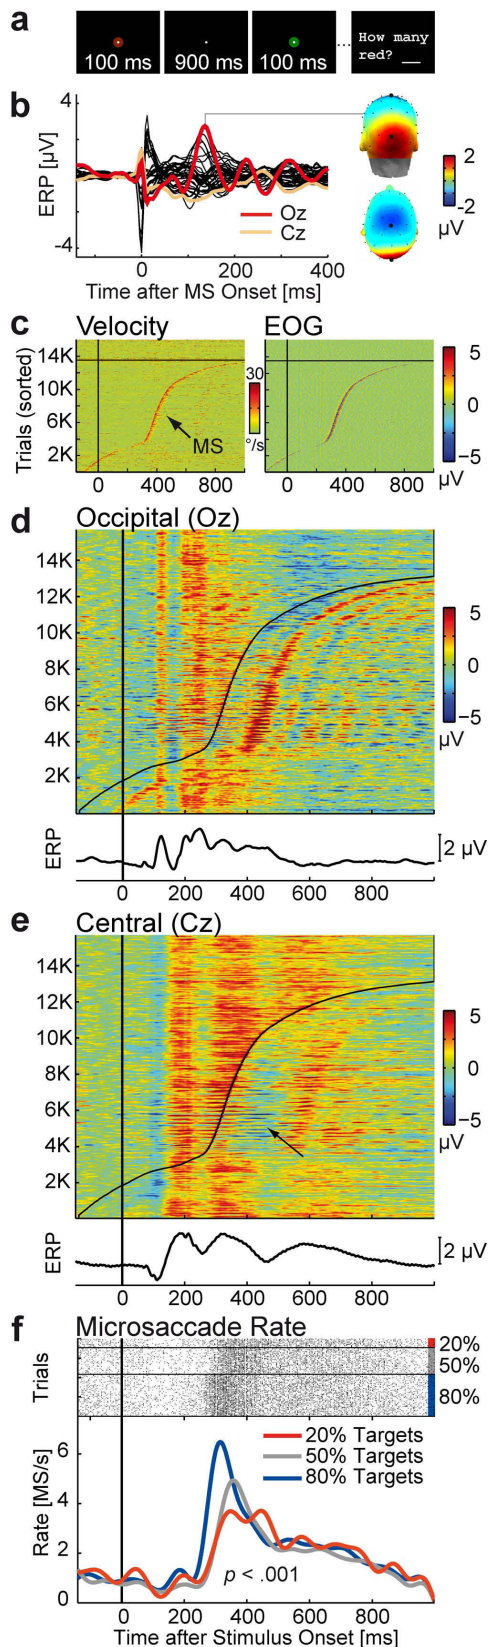 a
100 ms 900 ms 100 ms ... How many red? __
b
4
0
-4
ERP [µV]
Oz
Cz
0 200 400
Time after MS Onset [ms]
2
-2
µV
c
Velocity EOG
14K
10K
6K
2K
Trials (sorted)
MS
30
°/s
5
0
−5
µV
0 400 800
0 400 800
d
Occipital (Oz)
14K
12K
10K
8K
6K
4K
2K
5
0
−5
µV
ERP
2 µV
0 200 400 600 800
e
Central (Cz)
14K
12K
10K
8K
6K
4K
2K
5
0
−5
µV
ERP
2 µV
0 200 400 600 800
f
Microsaccade Rate
Trials
20%
50%
80%
20% Targets
50% Targets
80% Targets
6
4
2
0
Rate [MS/s]
p < .001
0 200 400 600 800
Time after Stimulus Onset [ms]